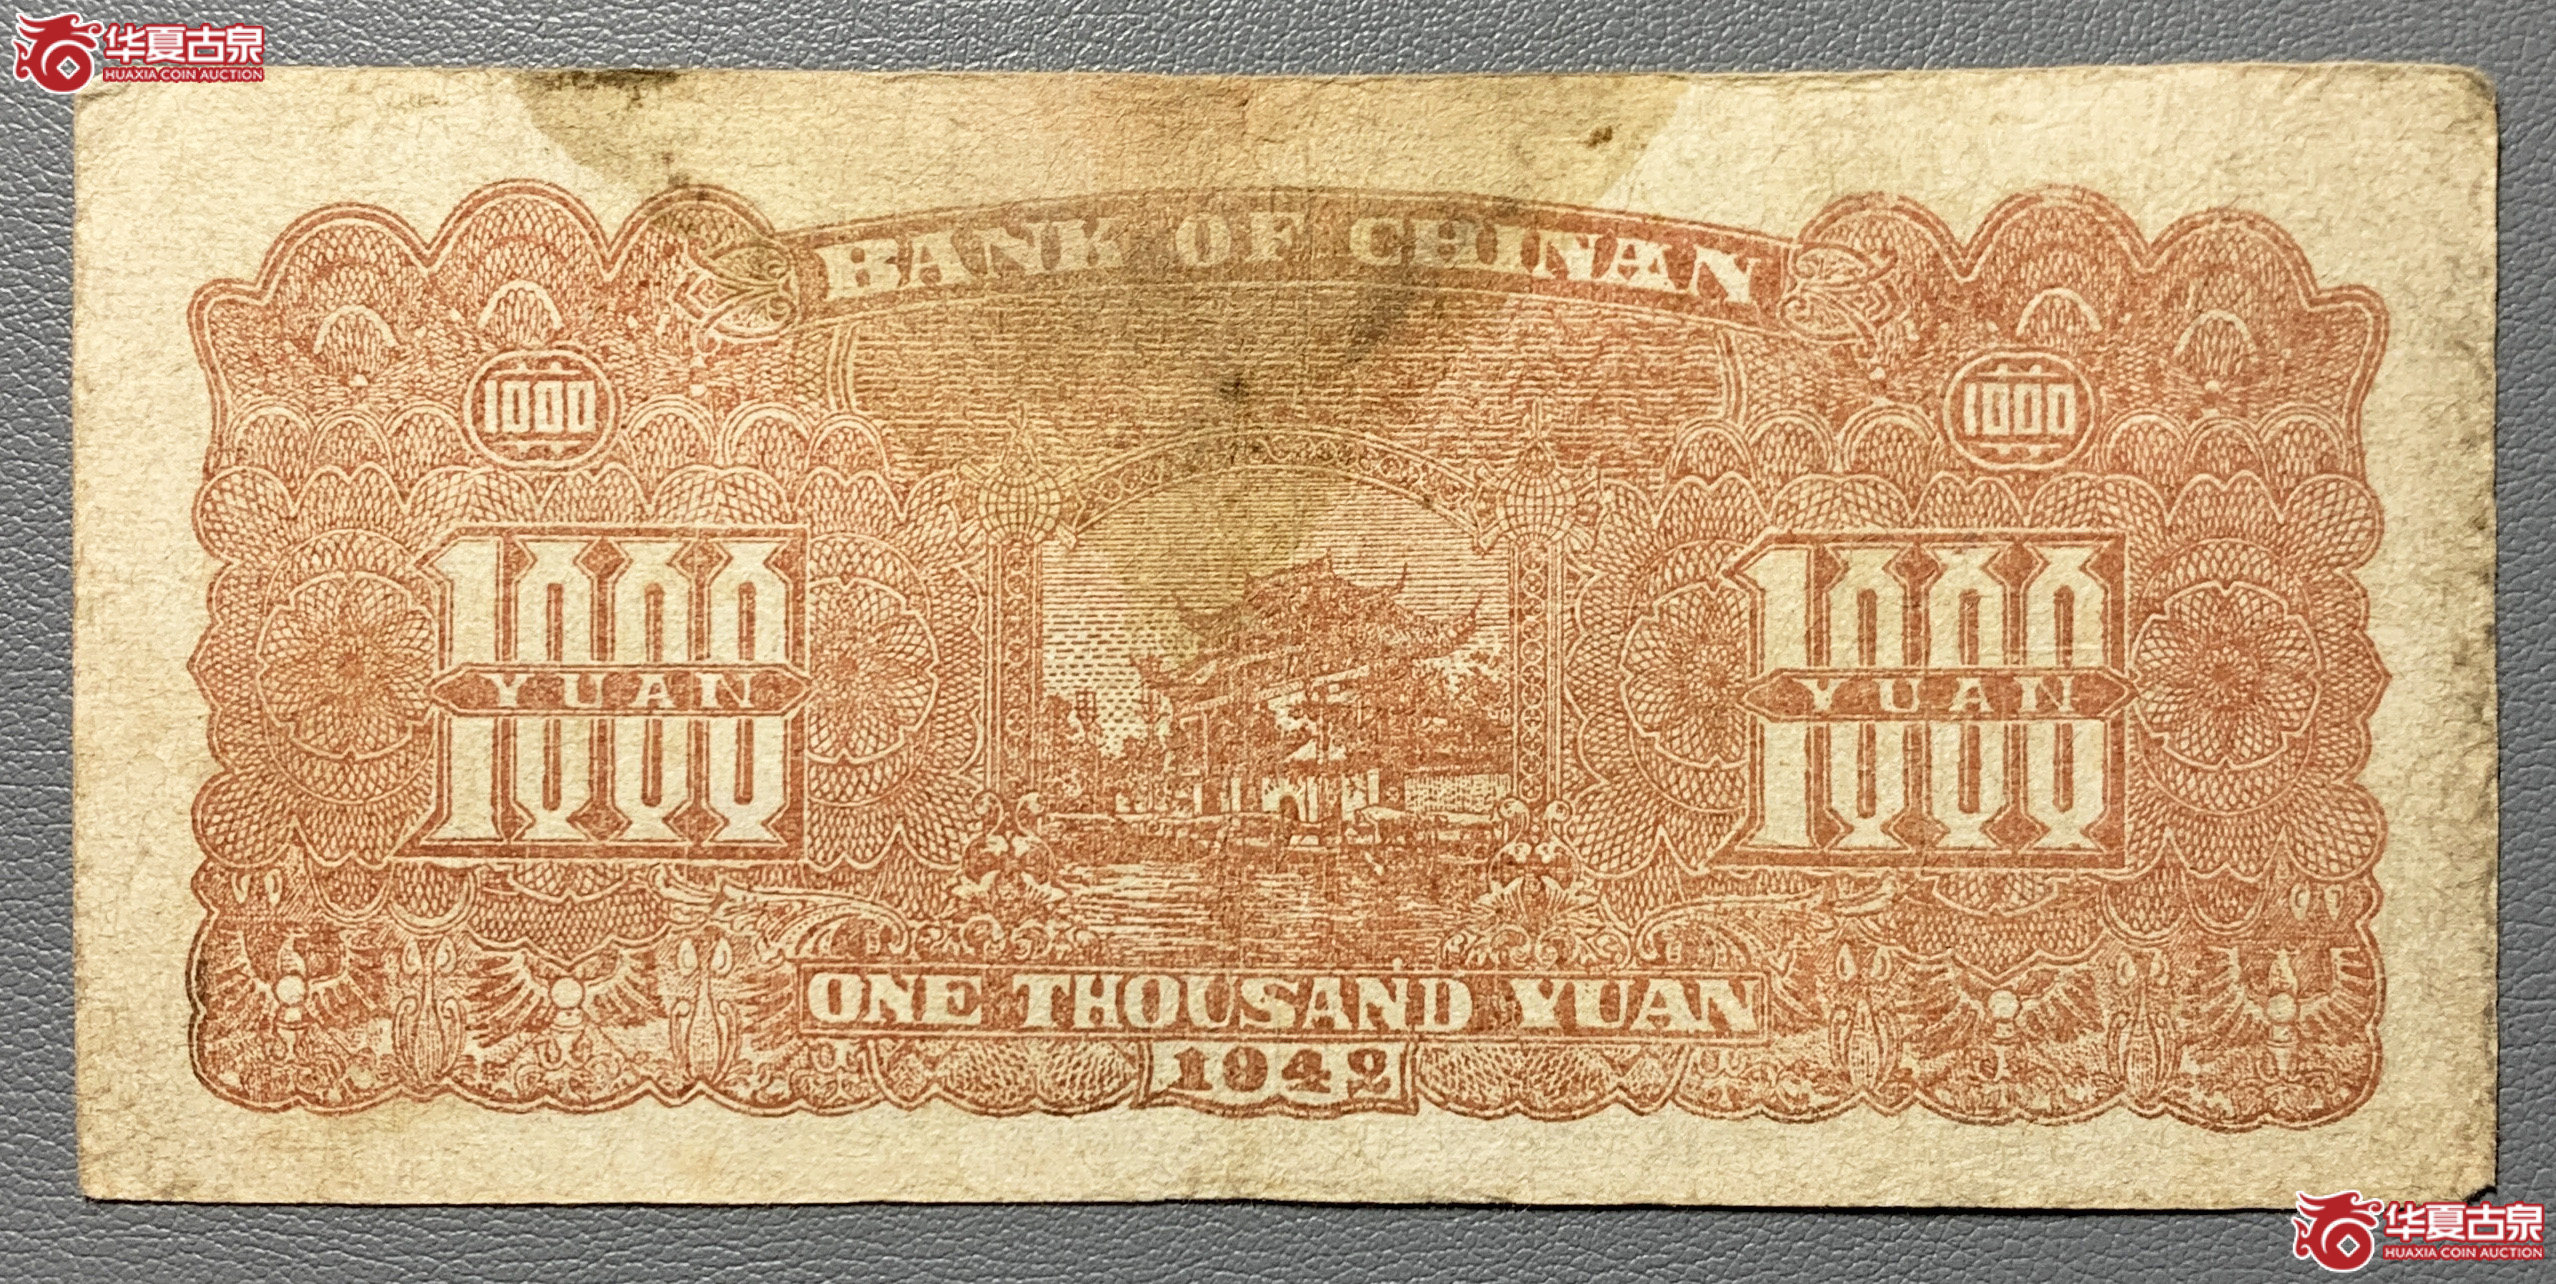 华夏古泉
HUAXIA COIN AUCTION
BANK OF CHINAN
1000
1000
1000
YUAN
1000
YUAN
ONE THOUSAND YUAN
1942
华夏古泉
HUAXIA COIN AUCTION